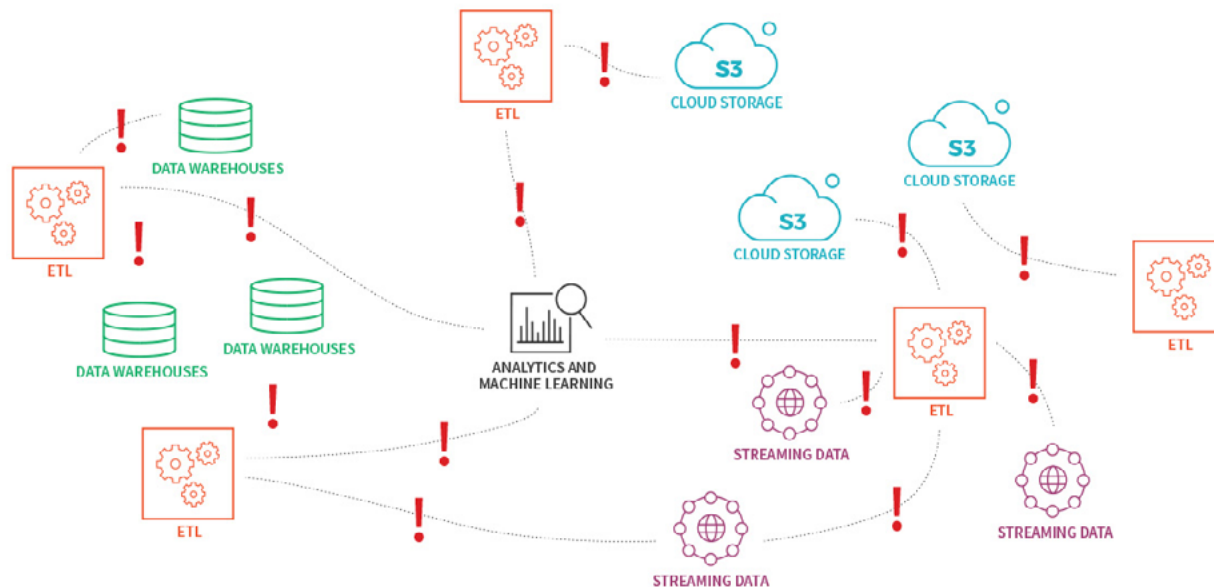 S3
CLOUD STORAGE
ETL
DATA WAREHOUSES
S3
CLOUD STORAGE
S3
CLOUD STORAGE
ETL
ETL
DATA WAREHOUSES
DATA WAREHOUSES
ANALYTICS AND
MACHINE LEARNING
ETL
STREAMING DATA
ETL
STREAMING DATA
STREAMING DATA